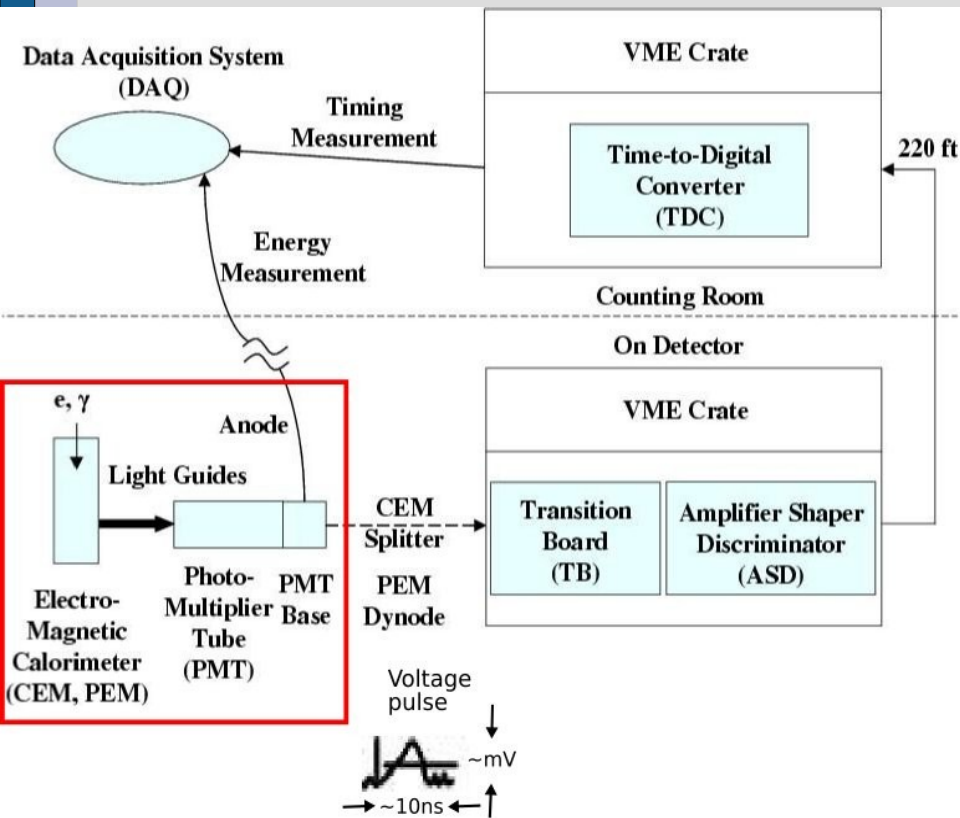 Data Acquisition System
(DAQ)
Timing
Measurement
VME Crate
Time-to-Digital
Converter
(TDC)
220 ft
Energy
Measurement
Counting Room
On Detector
e, γ
Anode
Light Guides
Electro-
Magnetic
Calorimeter
(CEM, PEM)
Photo-
Multiplier
Tube
(PMT)
PMT
Base
CEM
Splitter
PEM
Dynode
VME Crate
Transition
Board
(TB)
Amplifier Shaper
Discriminator
(ASD)
Voltage
pulse
~mV
~10ns